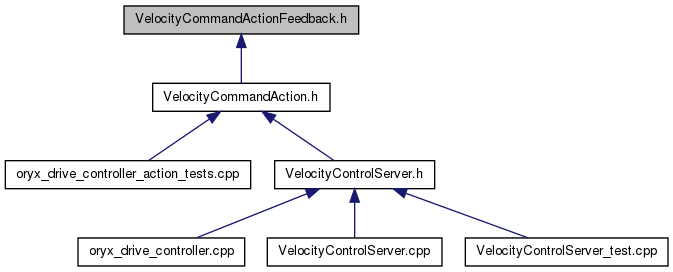 VelocityCommandActionFeedback.h
VelocityCommandAction.h
oryx_drive_controller_action_tests.cpp
VelocityControlServer.h
oryx_drive_controller.cpp
VelocityControlServer.cpp
VelocityControlServer_test.cpp